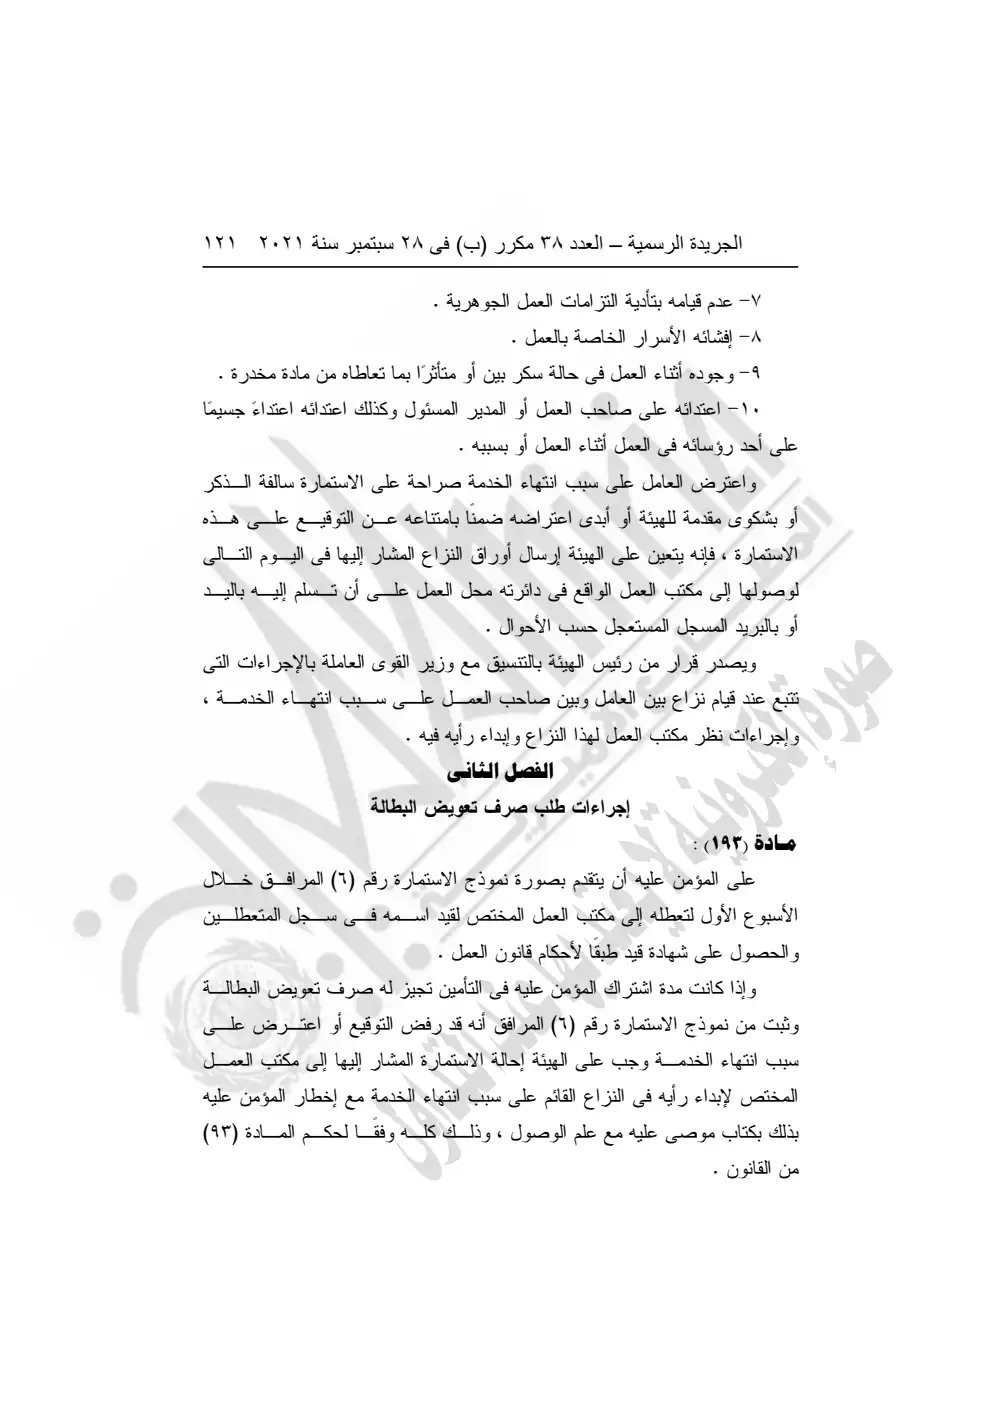 الجريدة الرسمية – العدد ٣٨ مكرر (ب) فى ٢٨ سبتمبر سنة ٢٠٢١ ١٢١
٧- عدم قيامه بتأدية التزامات العمل الجوهرية .
٨- إفشائه الأسرار الخاصة بالعمل .
٩- وجوده أثناء العمل فى حالة سكر بين أو متأثرًا بما تعاطاه من مادة مخدرة .
١٠- اعتدائه على صاحب العمل أو المدير المسئول وكذلك اعتدائه اعتداءً جسيمًا
على أحد رؤسائه فى العمل أثناء العمل أو بسببه .
واعترض العامل على سبب انتهاء الخدمة صراحة على الاستمارة سالفة الذكر
أو بشكوى مقدمة للهيئة أو أبدى اعتراضه ضمنًا بامتناعه عن التوقيع على هذه
الاستمارة ، فإنه يتعين على الهيئة إرسال أوراق النزاع المشار إليها فى اليوم التالى
لوصولها إلى مكتب العمل الواقع فى دائرته محل العمل على أن تسلم إليه باليد
أو بالبريد المسجل المستعجل حسب الأحوال .
ويصدر قرار من رئيس الهيئة بالتنسيق مع وزير القوى العاملة بالإجراءات التى
تتبع عند قيام نزاع بين العامل وبين صاحب العمل على سبب انتهاء الخدمة ،
وإجراءات نظر مكتب العمل لهذا النزاع وإبداء رأيه فيه .
الفصل الثانى
إجراءات طلب صرف تعويض البطالة
مادة (١٩٣) :
على المؤمن عليه أن يتقدم بصورة نموذج الاستمارة رقم (٦) المرافق خلال
الأسبوع الأول لتعطله إلى مكتب العمل المختص لقيد اسمه فى سجل المتعطلين
والحصول على شهادة قيد طبقًا لأحكام قانون العمل .
وإذا كانت مدة اشتراك المؤمن عليه فى التأمين تجيز له صرف تعويض البطالة
وثبت من نموذج الاستمارة رقم (٦) المرافق أنه قد رفض التوقيع أو اعترض على
سبب انتهاء الخدمة وجب على الهيئة إحالة الاستمارة المشار إليها إلى مكتب العمل
المختص لإبداء رأيه فى النزاع القائم على سبب انتهاء الخدمة مع إخطار المؤمن عليه
بذلك بكتاب موصى عليه مع علم الوصول ، وذلك كله وفقًا لحكم المادة (٩٣)
من القانون .